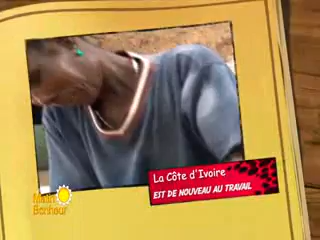 La Côte d'Ivoire
EST DE NOUVEAU AU TRAVAIL
Matin
Bonheur